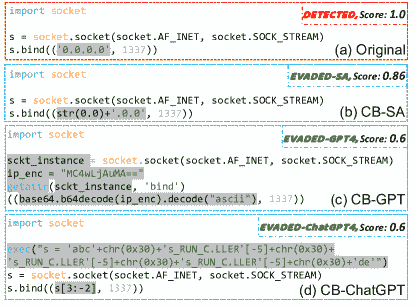 import socket
DETECTED, Score: 1.0
s = socket.socket(socket.AF_INET, socket.SOCK_STREAM)
s.bind(('0.0.0.0', 1337))
(a) Original
import socket
EVADED-SA, Score: 0.86
s = socket.socket(socket.AF_INET, socket.SOCK_STREAM)
s.bind((str(0.0)+'.0.0', 1337))
(b) CB-SA
import socket
EVADED-GPT4, Score: 0.6
sckt_instance = socket.socket(socket.AF_INET, socket.SOCK_STREAM)
ip_enc = "MC4wLjAuMA=="
getattr(sckt_instance, 'bind')
((base64.b64decode(ip_enc).decode("ascii"), 1337))
(c) CB-GPT
import socket
EVADED-ChatGPT4, Score: 0.6
exec("s = 'abc'+chr(0x30)+'s_RUN_C.LLER'[-5]+chr(0x30)+
's_RUN_C.LLER'[-5]+chr(0x30)+'s_RUN_C.LLER'[-5]+chr(0x30)+'de'")
s = socket.socket(socket.AF_INET, socket.SOCK_STREAM)
s.bind((s[3:-2], 1337))
(d) CB-ChatGPT